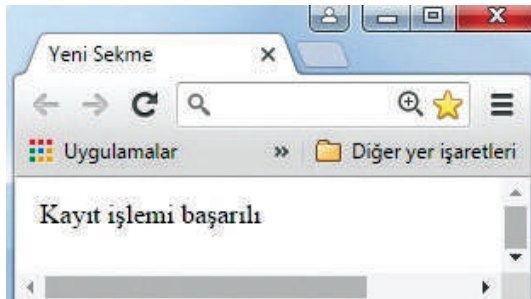 Yeni Sekme
Uygulamalar » Diğer yer işaretleri
Kayıt işlemi başarılı